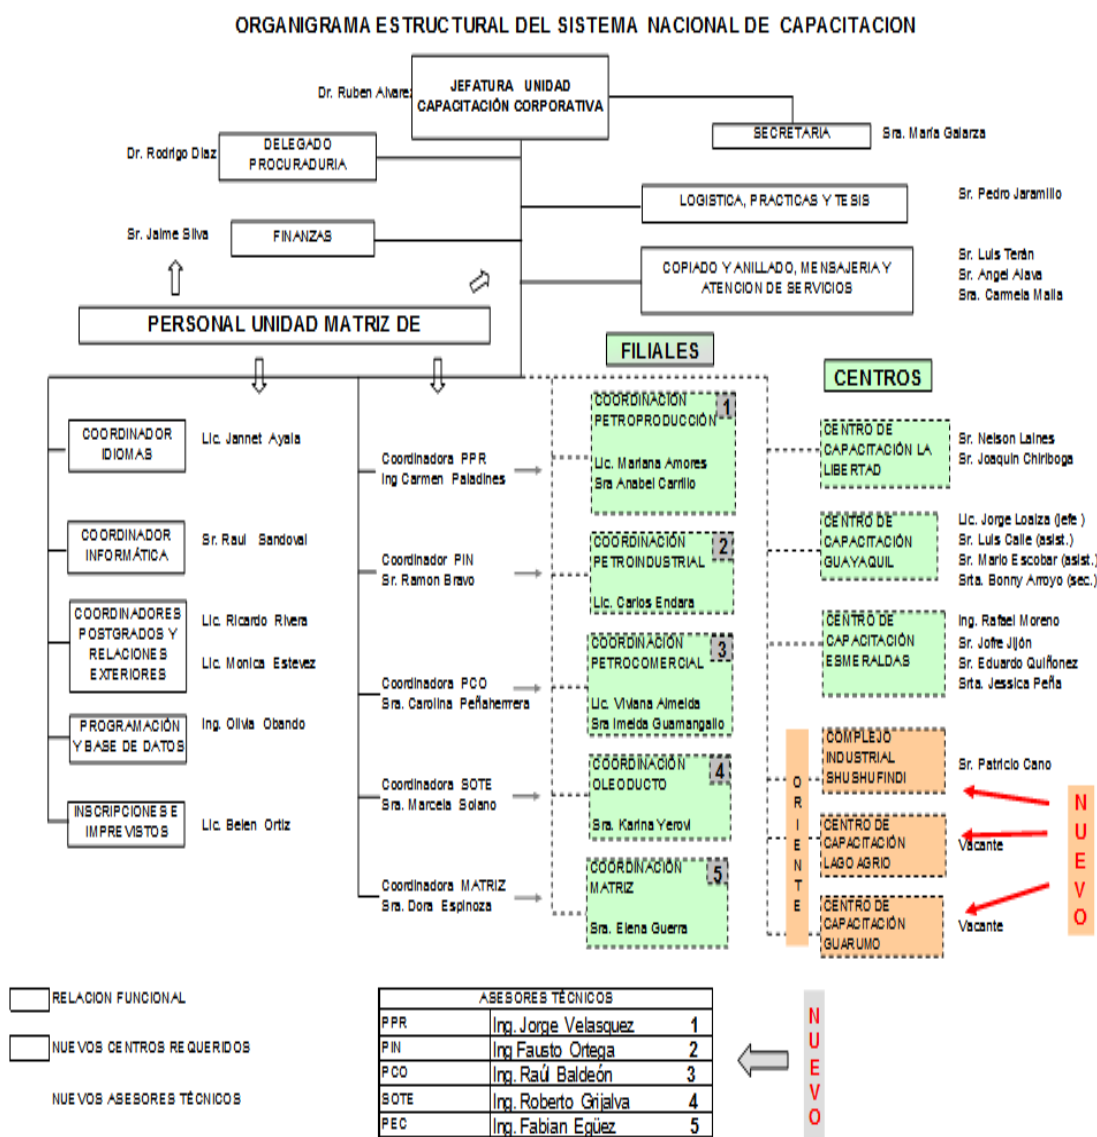 ORGANIGRAMA ESTRUCTURAL DEL SISTEMA NACIONAL DE CAPACITACION
Dr. Ruben Alvarez
JEFATURA UNIDAD
CAPACITACIÓN CORPORATIVA
SECRETARIA
Sra. María Galarza
Dr. Rodrigo Diaz
DELEGADO
PROCURADURIA
LOGISTICA, PRACTICAS Y TESIS
Sr. Pedro Jaramillo
Sr. Jaime Silva
FINANZAS
COPIADO Y ANILLADO, MENSAJERIA Y
ATENCION DE SERVICIOS
Sr. Luis Terán
Sr. Angel Alava
Sra. Carmela Malla
PERSONAL UNIDAD MATRIZ DE
FILIALES
CENTROS
COORDINADOR
IDIOMAS
Lic. Jannet Ayala
COORDINADOR
INFORMÁTICA
Sr. Raul Sandoval
COORDINADORES
POSTGRADOS Y
RELACIONES
EXTERIORES
Lic. Ricardo Rivera
Lic. Monica Estevez
PROGRAMACIÓN
Y BASE DE DATOS
Ing. Olivia Obando
INSCRIPCIONES E
IMPREVISTOS
Lic. Belen Ortiz
Coordinadora PPR
Ing Carmen Paladines
Coordinador PIN
Sr. Ramon Bravo
Coordinadora PCO
Sra. Carolina Peñaherrera
Coordinadora SOTE
Sra. Marcela Solano
Coordinadora MATRIZ
Sra. Dora Espinoza
COORDINACIÓN
PETROPRODUCCIÓN
1
Lic. Mariana Amores
Sra Anabel Carrillo
COORDINACIÓN
PETROINDUSTRIAL
2
Lic. Carlos Endara
COORDINACIÓN
PETROCOMERCIAL
3
Lic. Viviana Almeida
Sra Imelda Guamangallo
COORDINACIÓN
OLEODUCTO
4
Sra. Karina Yerovi
COORDINACIÓN
MATRIZ
5
Sra. Elena Guerra
CENTRO DE
CAPACITACIÓN LA
LIBERTAD
Sr. Nelson Laines
Sr. Joaquin Chiriboga
CENTRO DE
CAPACITACIÓN
GUAYAQUIL
Lic. Jorge Loaiza (jefe )
Sr. Luis Calle (asist.)
Sr. Mario Escobar (asist.)
Srta. Bonny Arroyo (sec.)
CENTRO DE
CAPACITACIÓN
ESMERALDAS
Ing. Rafael Moreno
Sr. Jofre Jijón
Sr. Eduardo Quiñonez
Srta. Jessica Peña
ORIENTE
COMPLEJO
INDUSTRIAL
SHUSHUFINDI
Sr. Patricio Cano
CENTRO DE
CAPACITACIÓN
LAGO AGRIO
Vacante
CENTRO DE
CAPACITACIÓN
GUARUMO
Vacante
NUEVO
RELACION FUNCIONAL
NUEVOS CENTROS REQUERIDOS
NUEVOS ASESORES TÉCNICOS
ASESORES TÉCNICOS
PPR Ing. Jorge Velasquez 1
PIN Ing Fausto Ortega 2
PCO Ing. Raúl Baldeón 3
SOTE Ing. Roberto Grijalva 4
PEC Ing. Fabian Egüez 5
NUEVO